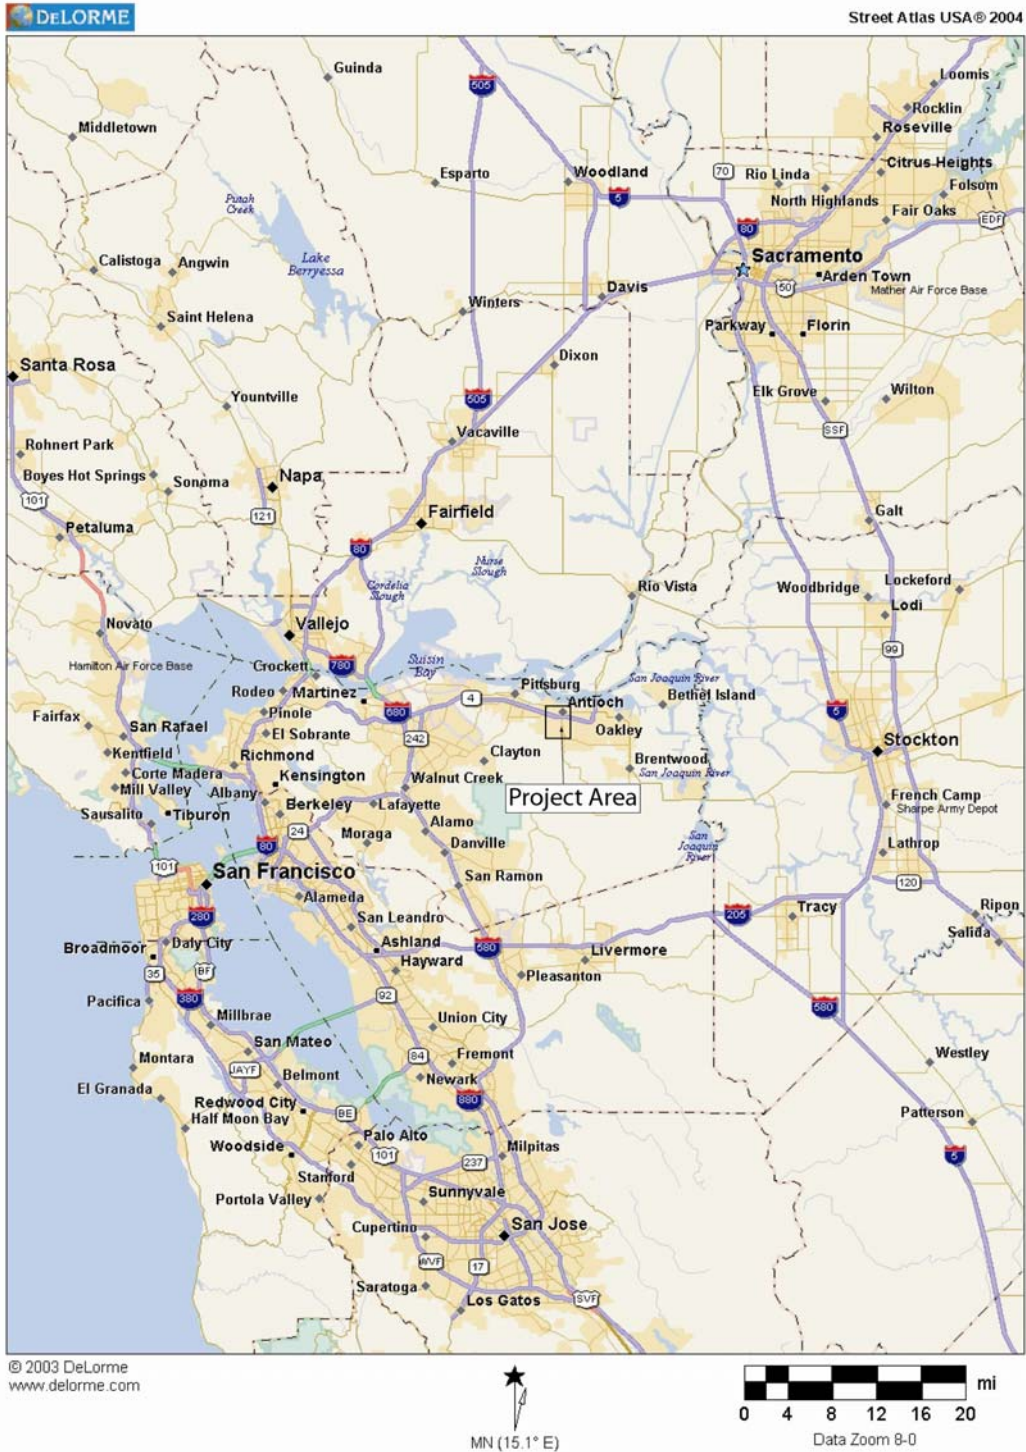 DeLORME
Street Atlas USA® 2004
Guinda
Loomis
505
Rocklin
Middletown
Roseville
Citrus Heights
Esparto
Woodland
70
Rio Linda
Folsom
Putah
Creek
5
North Highlands
Fair Oaks
EDF
80
Lake
Berryessa
Calistoga
Angwin
Sacramento
Arden Town
50
Mather Air Force Base
Davis
Winters
Saint Helena
Parkway
Florin
Santa Rosa
Dixon
Yountville
505
Elk Grove
Wilton
SSF
Vacaville
Rohnert Park
Boyes Hot Springs
Sonoma
Napa
101
121
Fairfield
Galt
Petaluma
80
Nurse
Slough
Cordelia
Slough
Rio Vista
Woodbridge
Lockeford
Lodi
Novato
Vallejo
99
Hamilton Air Force Base
Crockett
780
Suisin
Bay
San Joaquin River
Rodeo
Martinez
4
Pittsburg
Bethel Island
Antioch
Fairfax
Pinole
680
5
San Rafael
El Sobrante
242
Oakley
Stockton
Kentfield
Richmond
Clayton
Brentwood
Corte Madera
Kensington
Walnut Creek
San Joaquin River
Mill Valley
Albany
Project Area
French Camp
Sausalito
Tiburon
Berkeley
Lafayette
Sharpe Army Depot
24
Moraga
Alamo
San
Joaquin
River
80
Danville
Lathrop
101
San Francisco
San Ramon
120
Alameda
280
San Leandro
205
Tracy
Ripon
Broadmoor
Daly City
Ashland
580
Livermore
Salida
Hayward
35
BF
Pleasanton
Pacifica
380
92
580
Millbrae
Union City
San Mateo
Montara
84
Fremont
Westley
JAYF
Belmont
Newark
El Granada
Redwood City
BE
880
Patterson
Half Moon Bay
Palo Alto
Woodside
101
Milpitas
5
237
Stanford
Portola Valley
Sunnyvale
Cupertino
San Jose
WVF
17
Saratoga
SVF
Los Gatos
© 2003 DeLorme
www.delorme.com
mi
0 4 8 12 16 20
MN (15.1° E)
Data Zoom 8-0